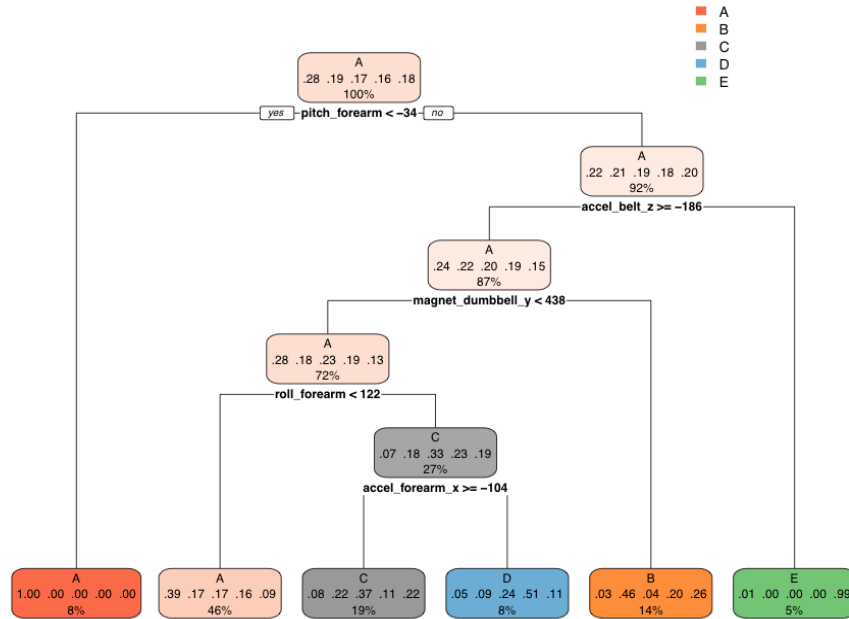 A
B
C
D
E
A
.28 .19 .17 .16 .18
100%
yes pitch_forearm < −34 no
A
.22 .21 .19 .18 .20
92%
accel_belt_z >= −186
A
.24 .22 .20 .19 .15
87%
magnet_dumbbell_y < 438
A
.28 .18 .23 .19 .13
72%
roll_forearm < 122
C
.07 .18 .33 .23 .19
27%
accel_forearm_x >= −104
A
1.00 .00 .00 .00 .00
8%
A
.39 .17 .17 .16 .09
46%
C
.08 .22 .37 .11 .22
19%
D
.05 .09 .24 .51 .11
8%
B
.03 .46 .04 .20 .26
14%
E
.01 .00 .00 .00 .99
5%